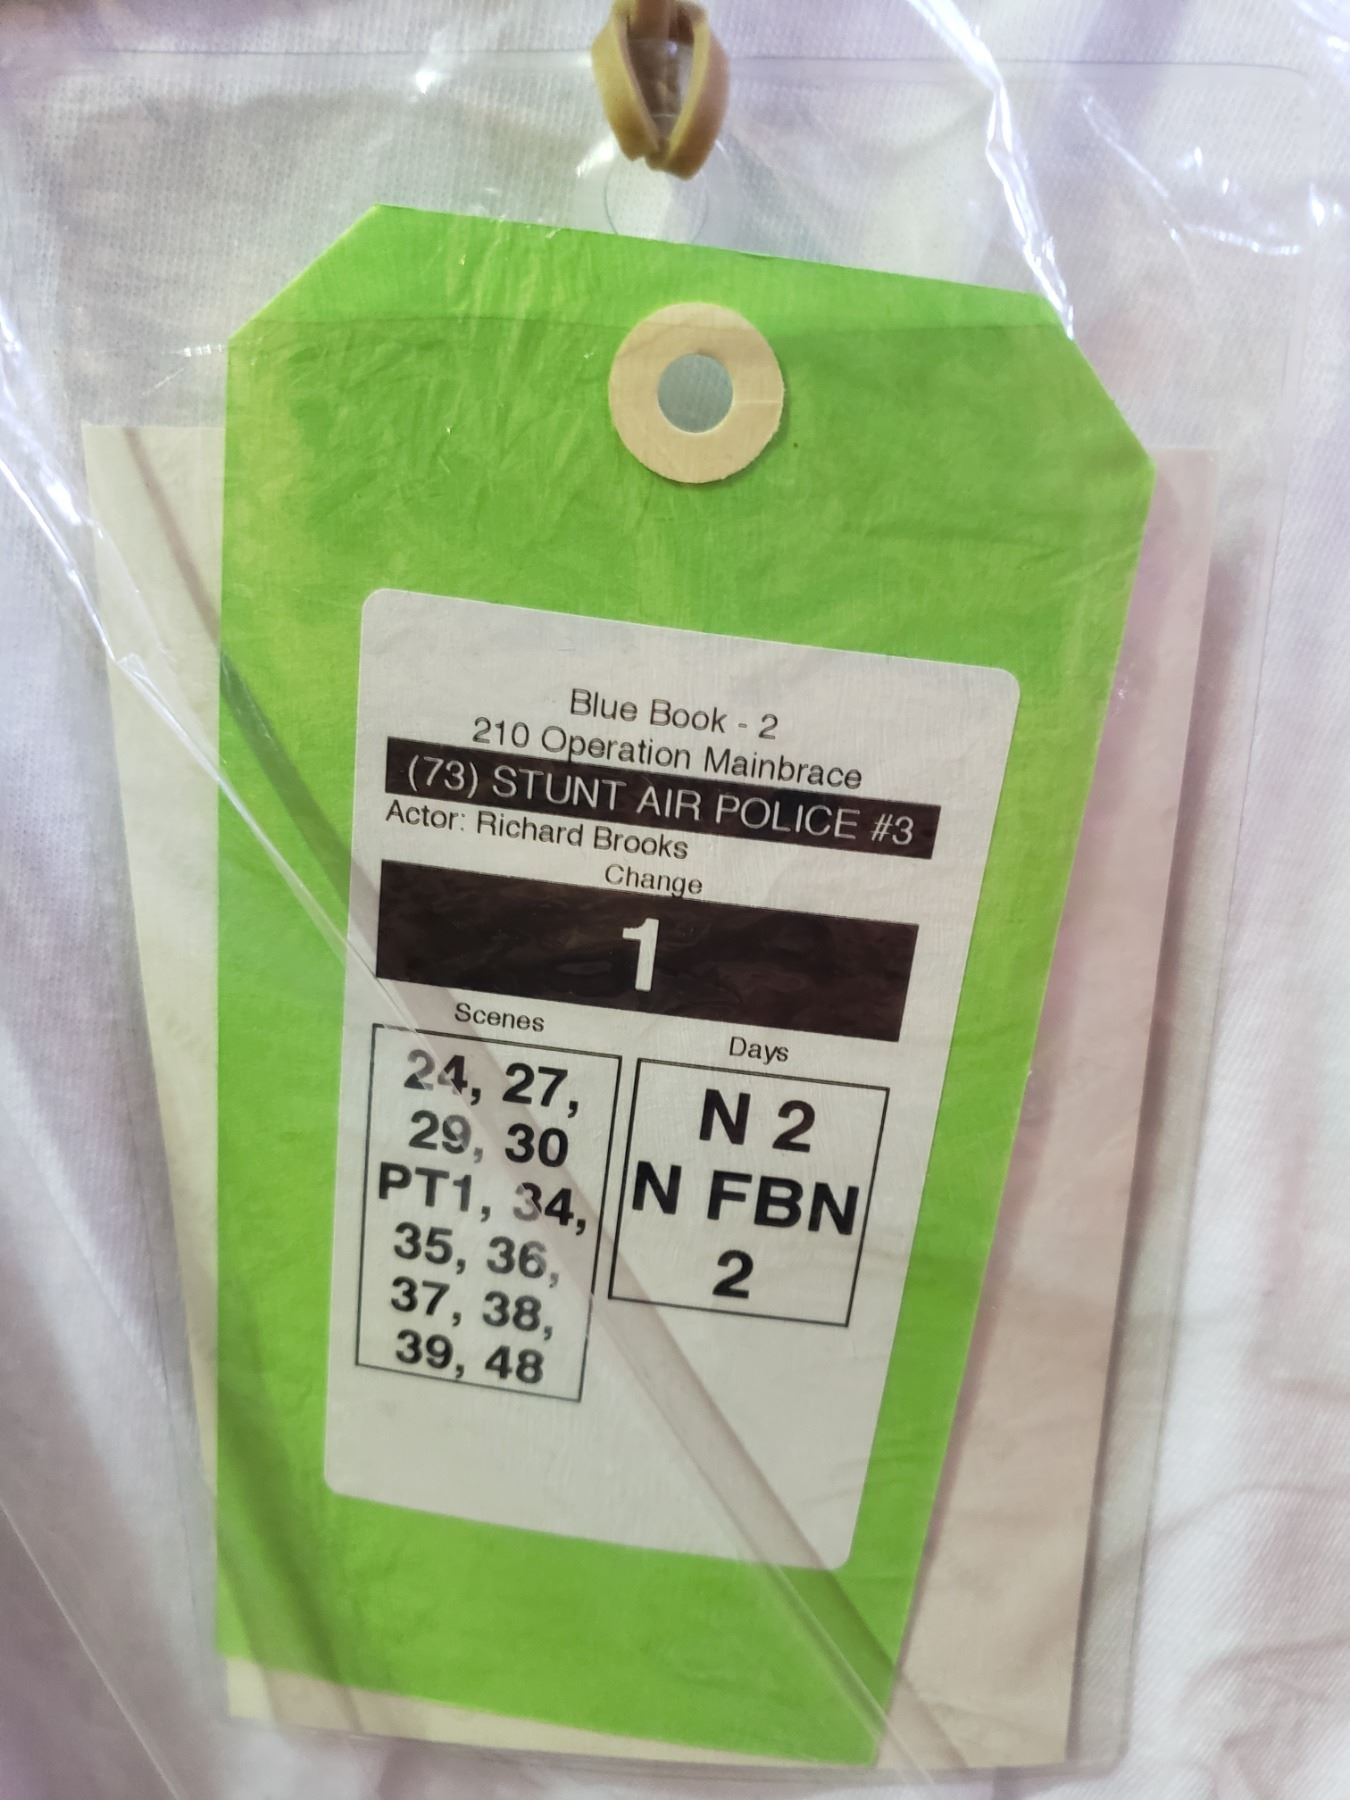 Blue Book - 2
210 Operation Mainbrace
(73) STUNT AIR POLICE #3
Actor: Richard Brooks
Change
1
Scenes
24, 27,
29, 30
PT1, 34,
35, 36,
37, 38,
39, 48
Days
N 2
N FBN
2